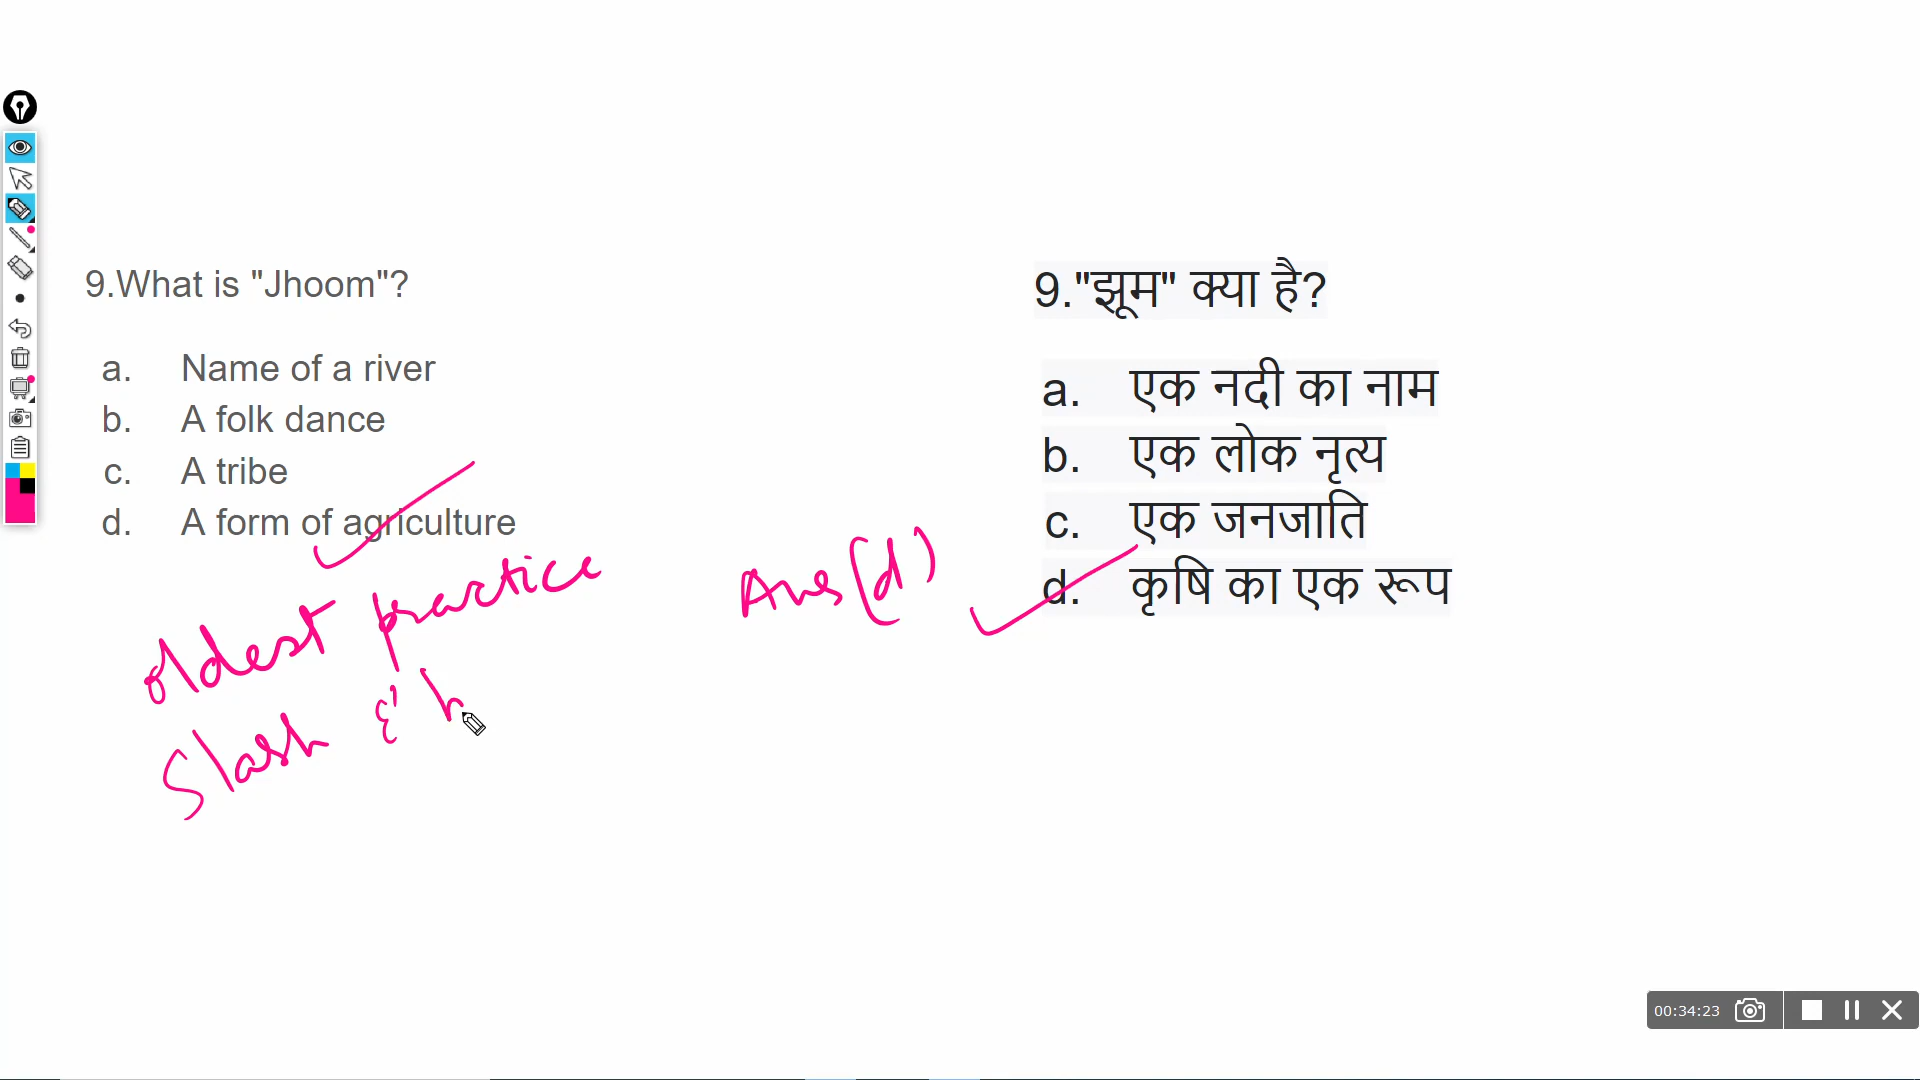 9.What is "Jhoom"?
a. Name of a river
b. A folk dance
c. A tribe
d. A form of agriculture
oldest practice
Slash & b
Ans(d)
9."झूम" क्या है?
a. एक नदी का नाम
b. एक लोक नृत्य
c. एक जनजाति
d. कृषि का एक रूप
00:34:23